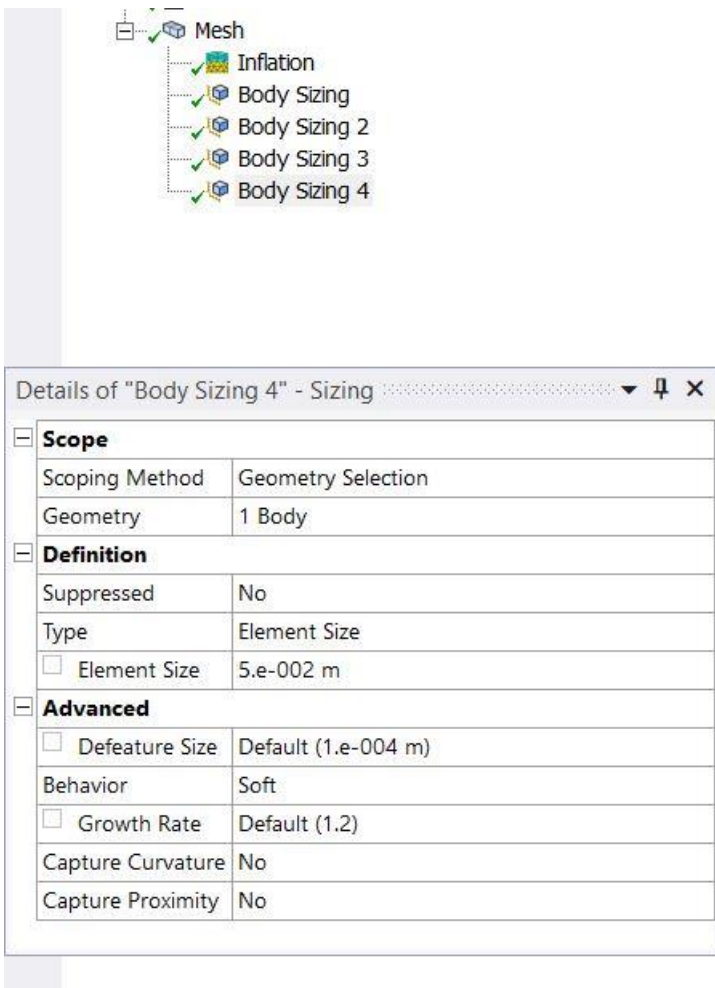 Mesh
Inflation
Body Sizing
Body Sizing 2
Body Sizing 3
Body Sizing 4
Details of "Body Sizing 4" - Sizing
Scope
Scoping Method Geometry Selection
Geometry 1 Body
Definition
Suppressed No
Type Element Size
Element Size 5.e-002 m
Advanced
Defeature Size Default (1.e-004 m)
Behavior Soft
Growth Rate Default (1.2)
Capture Curvature No
Capture Proximity No